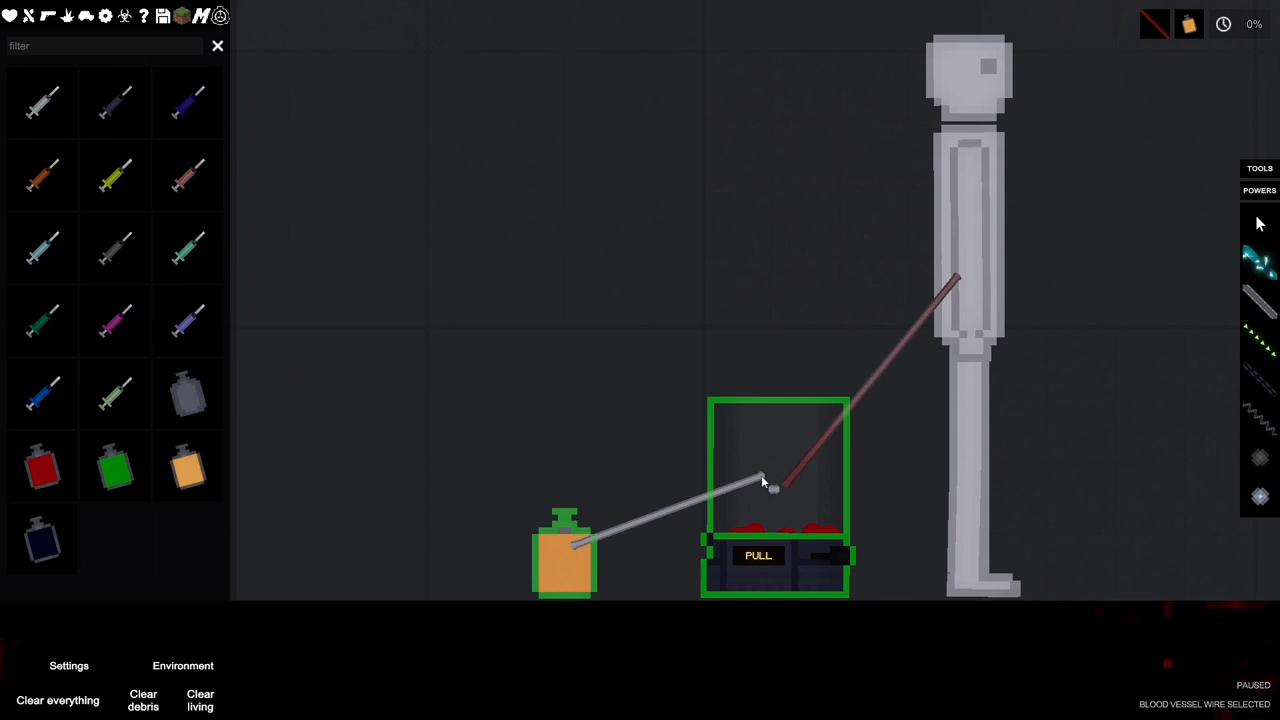 filter
0%
TOOLS
POWERS
PULL
Settings
Environment
Clear everything
Clear debris
Clear living
PAUSED
BLOOD VESSEL WIRE SELECTED